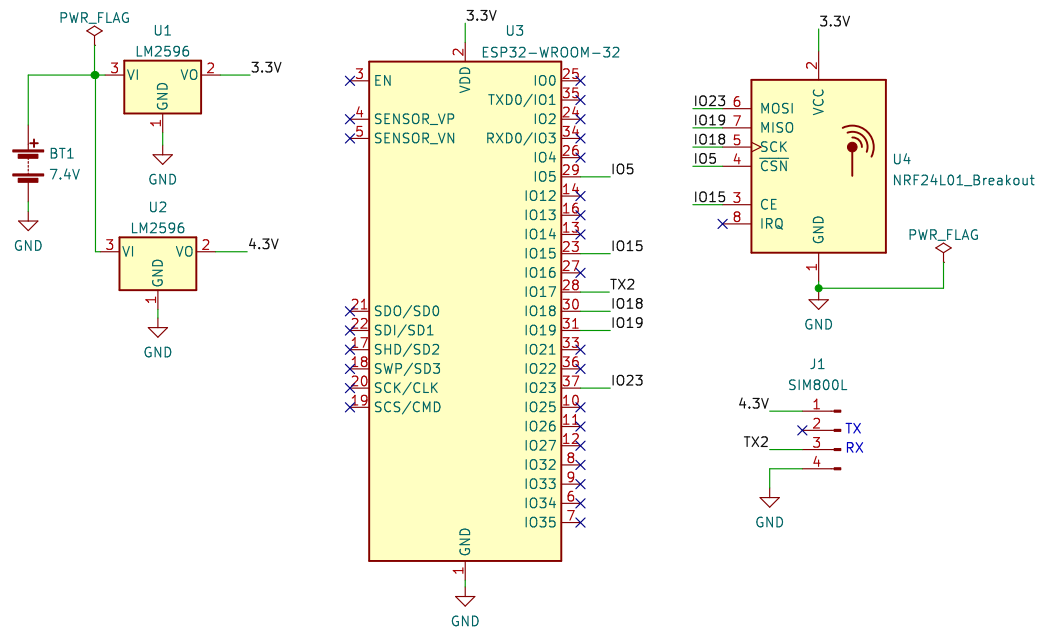 PWR_FLAG
U1
LM2596
3 VI VO 2 3.3V
GND
1
GND
BT1
7.4V
+
GND
U2
LM2596
3 VI VO 2 4.3V
GND
1
GND
3.3V
U3
ESP32-WROOM-32
2
VDD
3 EN
4 SENSOR_VP
5 SENSOR_VN
21 SDO/SD0
22 SDI/SD1
17 SHD/SD2
18 SWP/SD3
20 SCK/CLK
19 SCS/CMD
IO0 25
TXD0/IO1 35
IO2 24
RXD0/IO3 34
IO4 26
IO5 29 IO5
IO12 14
IO13 16
IO14 13
IO15 23 IO15
IO16 27
IO17 28 TX2
IO18 30 IO18
IO19 31 IO19
IO21 33
IO22 36
IO23 37 IO23
IO25 10
IO26 11
IO27 12
IO32 8
IO33 9
IO34 6
IO35 7
GND
1
GND
3.3V
2
VCC
IO23 6 MOSI
IO19 7 MISO
IO18 5 SCK
IO5 4 CSN
IO15 3 CE
8 IRQ
U4
NRF24L01_Breakout
GND
1
GND
PWR_FLAG
J1
SIM800L
4.3V 1
2 TX
TX2 3 RX
4
GND